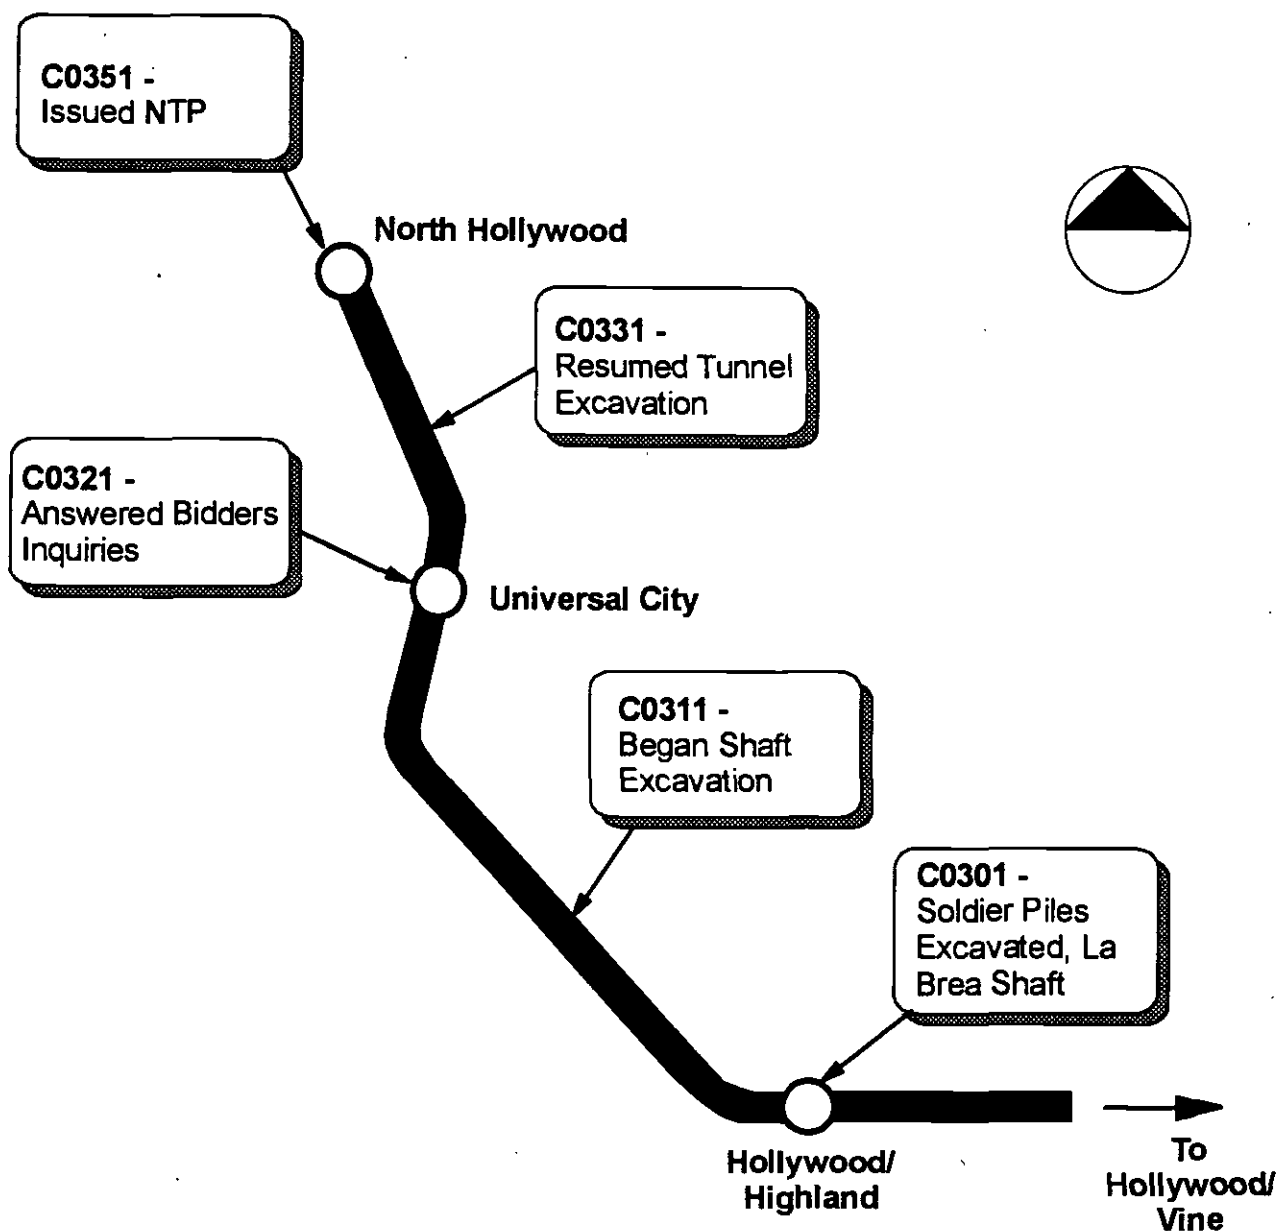 C0351 -
Issued NTP
North Hollywood
C0331 -
Resumed Tunnel
Excavation
C0321 -
Answered Bidders
Inquiries
Universal City
C0311 -
Began Shaft
Excavation
C0301 -
Soldier Piles
Excavated, La
Brea Shaft
Hollywood/
Highland
To
Hollywood/
Vine